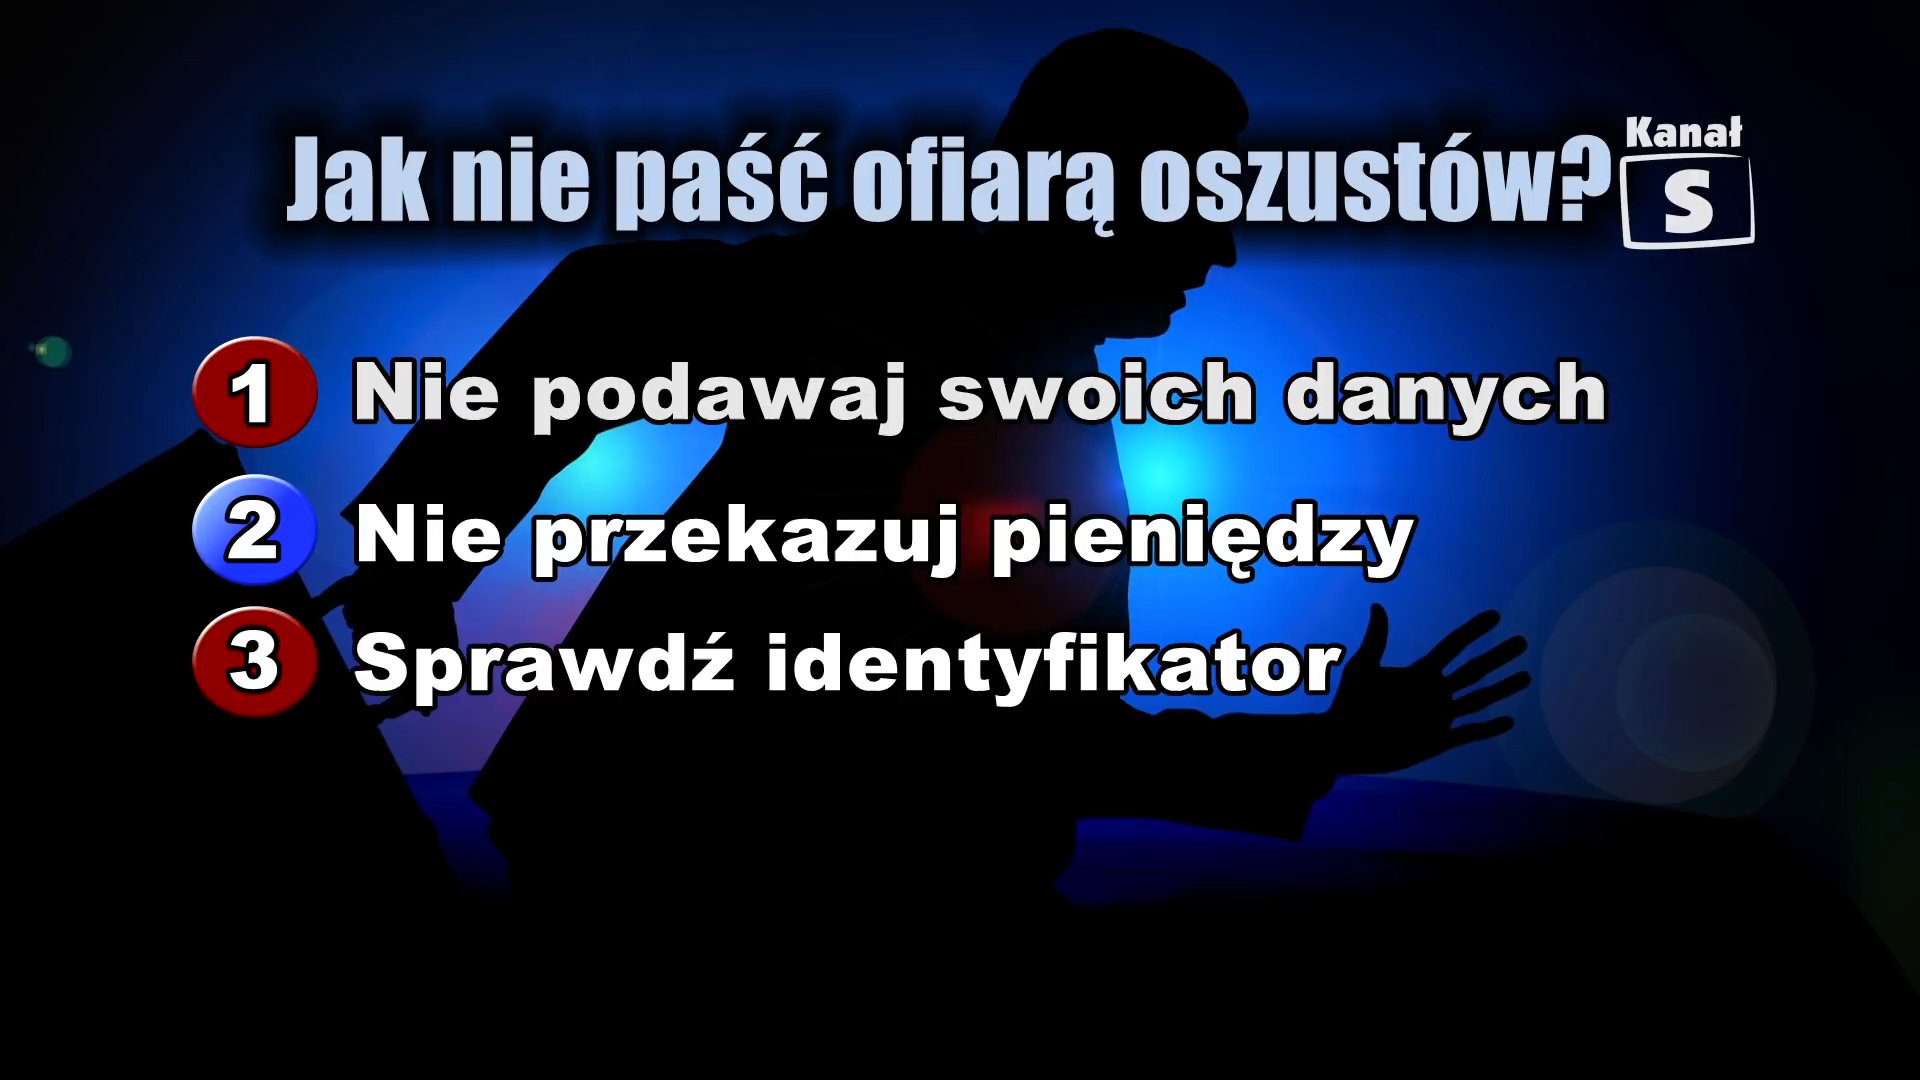 Jak nie paść ofiarą oszustów?
Kanał
S
1 Nie podawaj swoich danych
2 Nie przekazuj pieniędzy
3 Sprawdź identyfikator